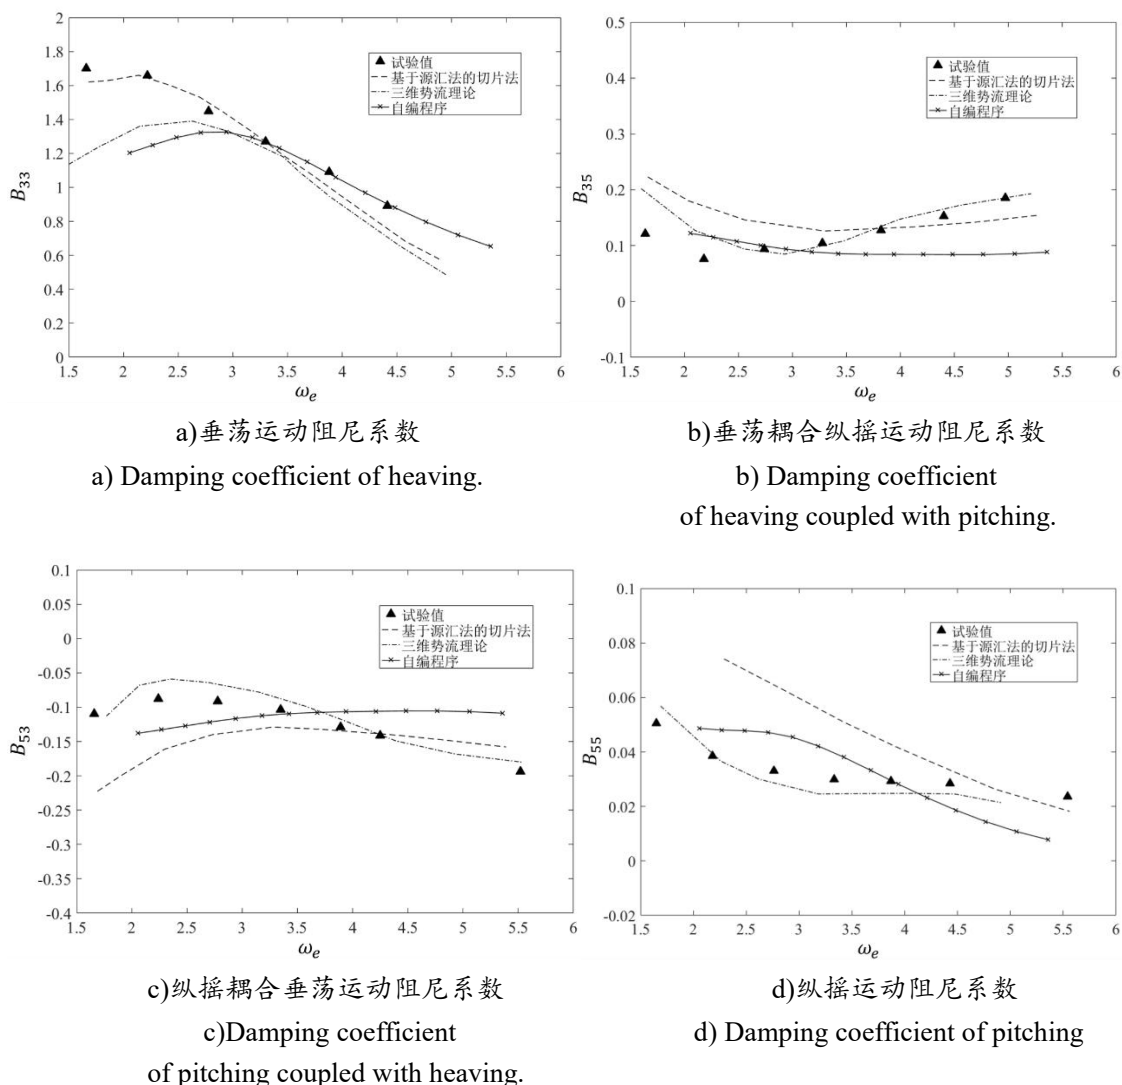 2
1.8
1.6
1.4
1.2
1
0.8
0.6
0.4
0.2
0
B33
1.5 2 2.5 3 3.5 4 4.5 5 5.5 6
ωe
试验值
基于源汇法的切片法
三维势流理论
自编程序
a)垂荡运动阻尼系数
a) Damping coefficient of heaving.
0.5
0.4
0.3
0.2
0.1
0
-0.1
B35
1.5 2 2.5 3 3.5 4 4.5 5 5.5 6
ωe
试验值
基于源汇法的切片法
三维势流理论
自编程序
b)垂荡耦合纵摇运动阻尼系数
b) Damping coefficient
of heaving coupled with pitching.
0.1
0.05
0
-0.05
-0.1
-0.15
-0.2
-0.25
-0.3
-0.35
-0.4
B53
1.5 2 2.5 3 3.5 4 4.5 5 5.5 6
ωe
试验值
基于源汇法的切片法
三维势流理论
自编程序
c)纵摇耦合垂荡运动阻尼系数
c)Damping coefficient
of pitching coupled with heaving.
0.1
0.08
0.06
0.04
0.02
0
-0.02
B55
1.5 2 2.5 3 3.5 4 4.5 5 5.5 6
ωe
试验值
基于源汇法的切片法
三维势流理论
自编程序
d)纵摇运动阻尼系数
d) Damping coefficient of pitching